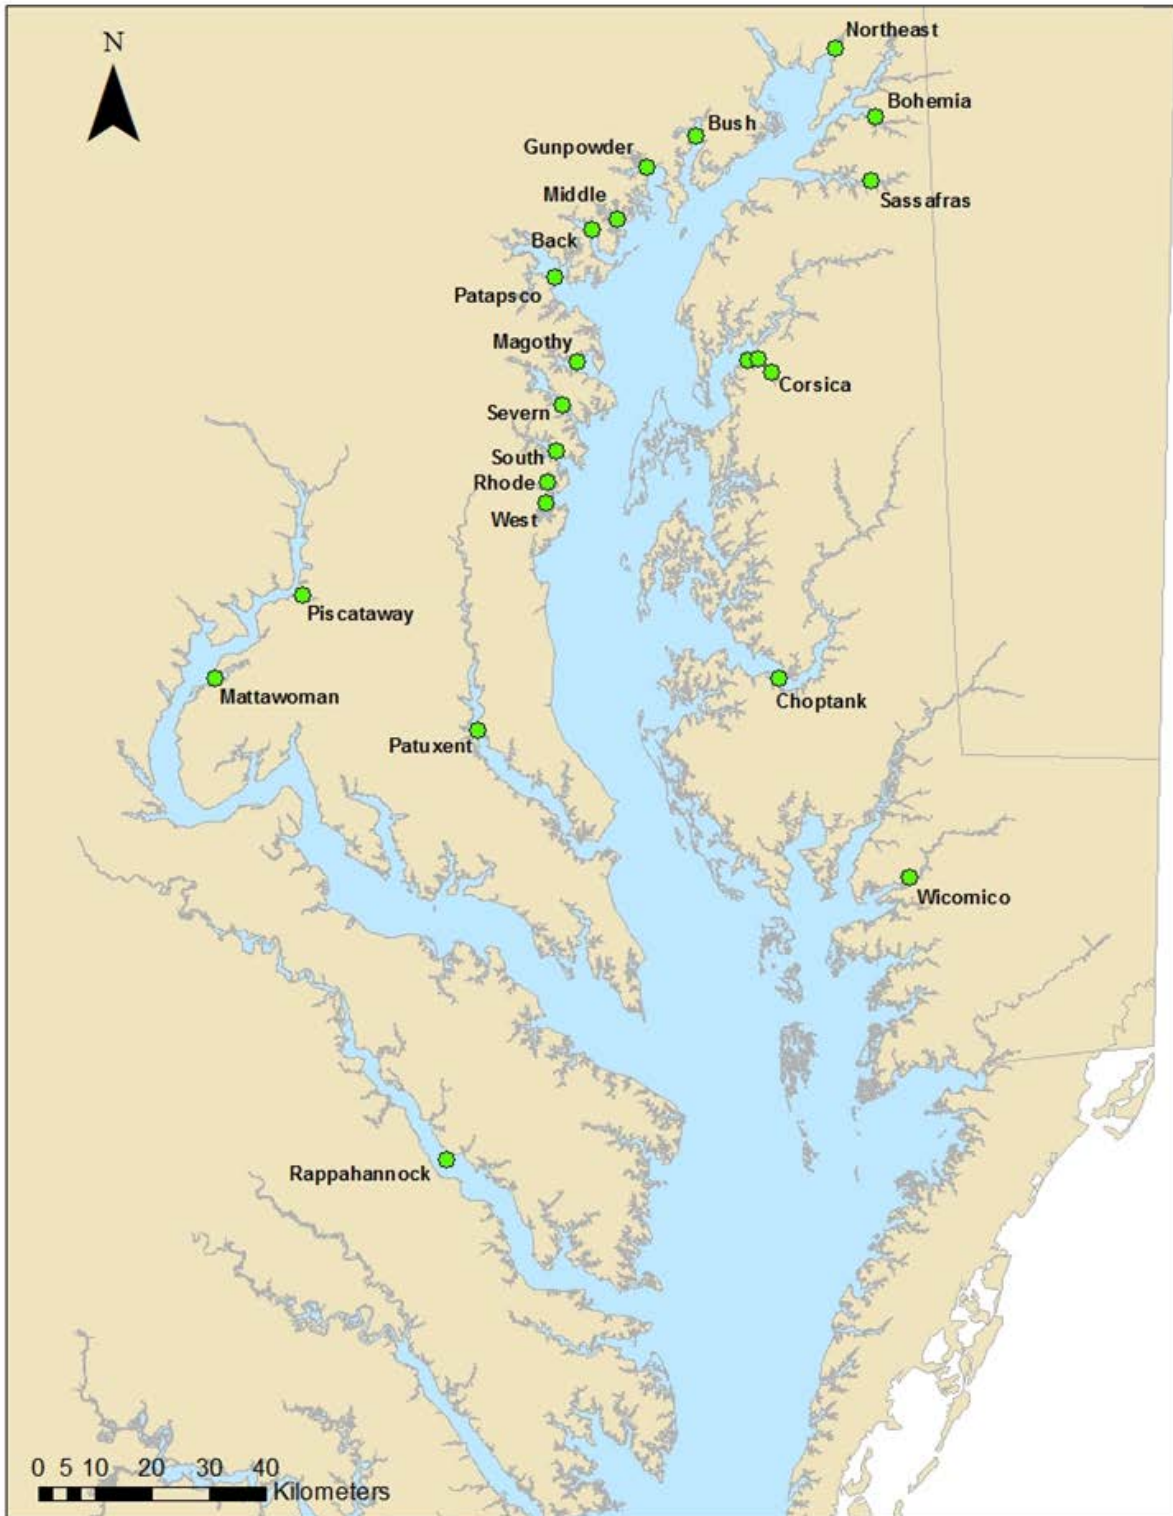 N
Northeast
Bohemia
Bush
Gunpowder
Middle
Sassafras
Back
Patapsco
Magothy
Corsica
Severn
South
Rhode
West
Piscataway
Mattawoman
Choptank
Patuxent
Wicomico
Rappahannock
0 5 10 20 30 40
Kilometers